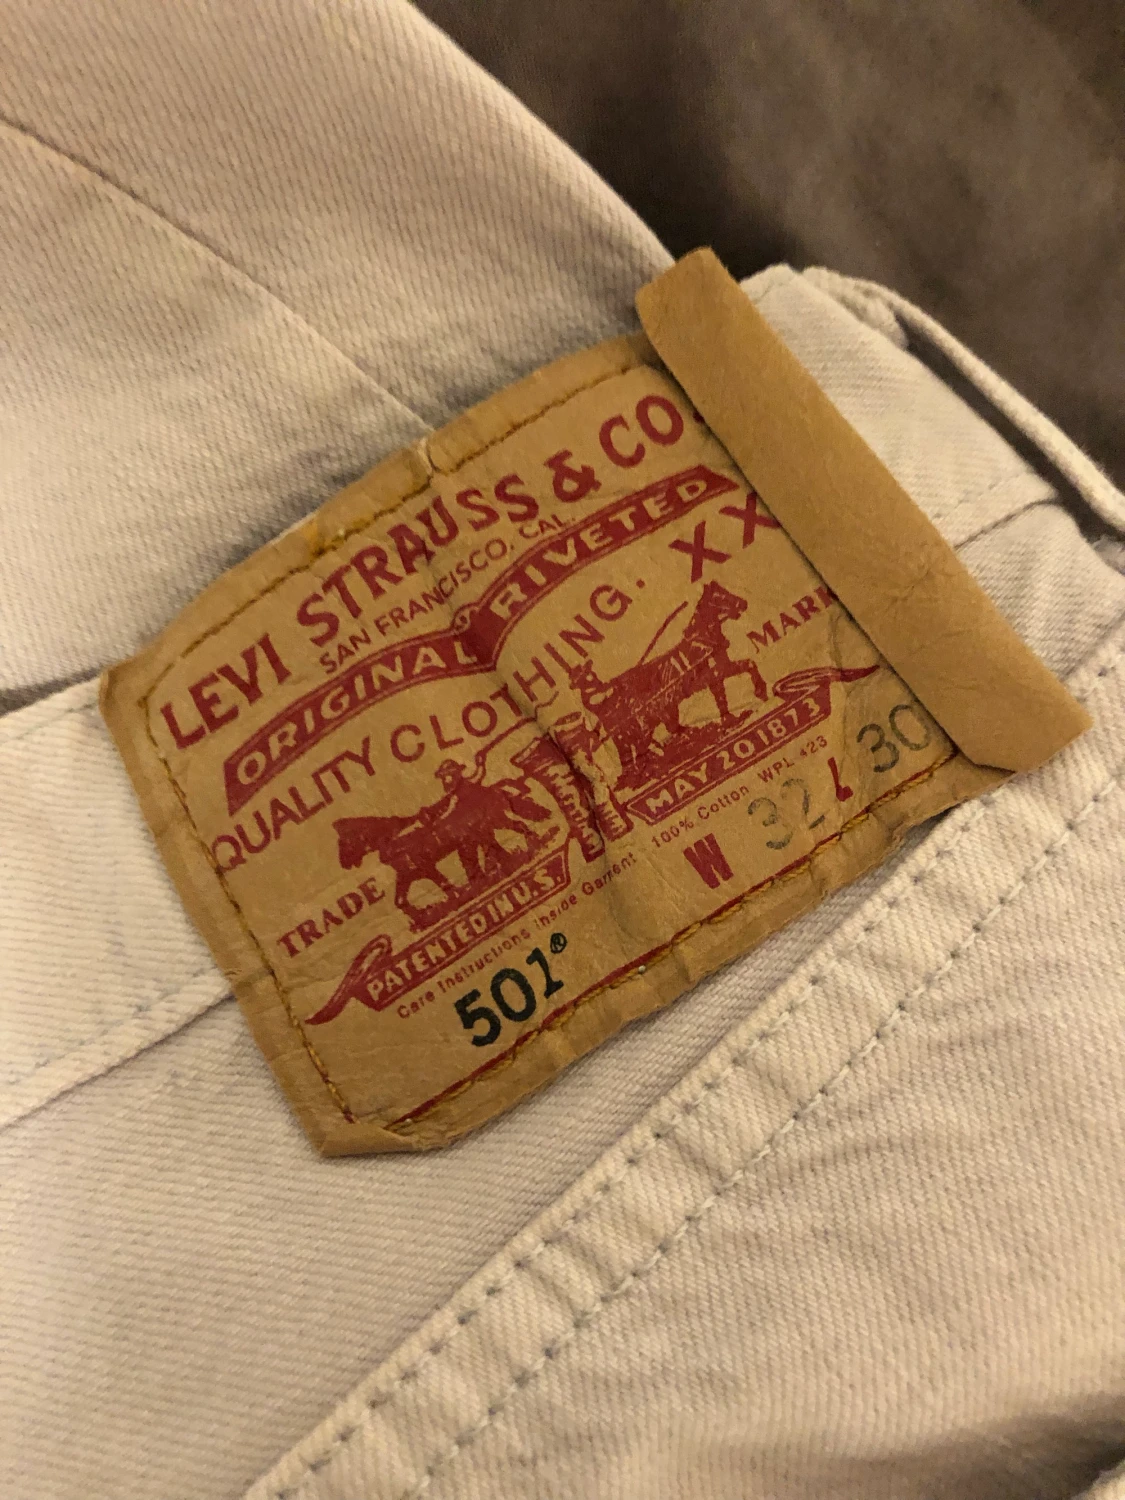 LEVI STRAUSS & CO.
SAN FRANCISCO, CAL.
ORIGINAL RIVETED
QUALITY CLOTHING. XX
TRADE MARK
PATENTED IN U.S. MAY 20 1873
Care Instructions Inside Garment 100% Cotton WPL 423
501® W 32 L 30